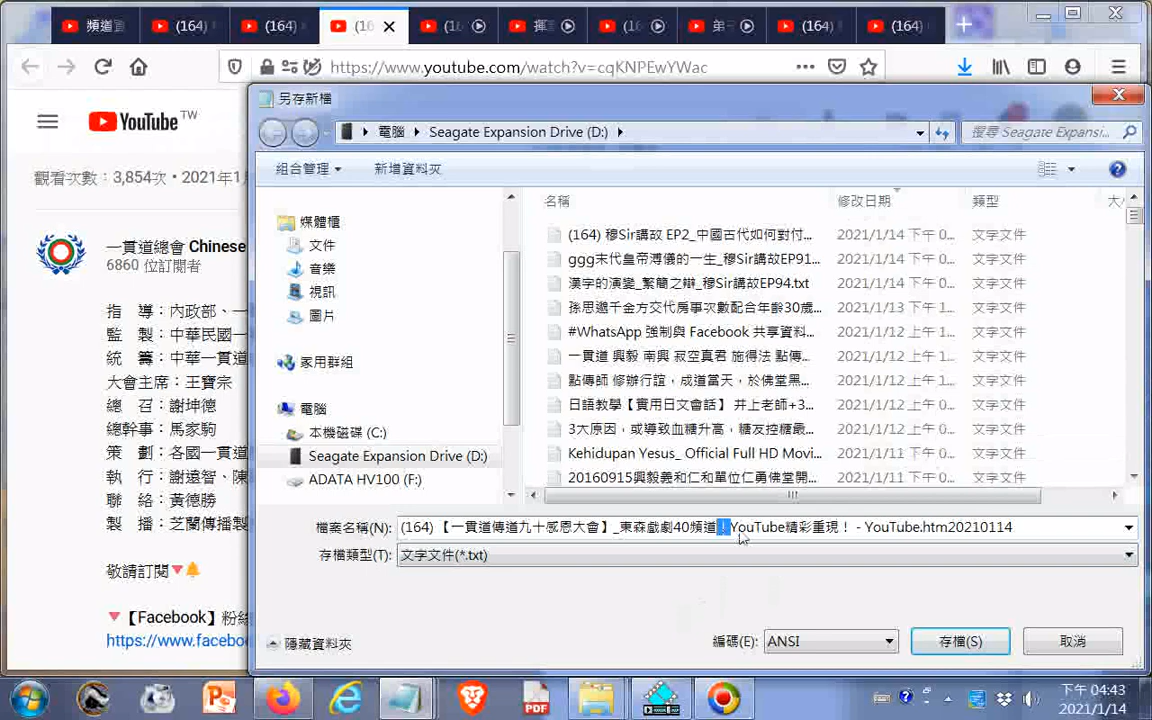 頻道
(164)
(164)
(16
(1
揮
(16
弟
(164)
(164)
https://www.youtube.com/watch?v=cqKNPEwYWac
YouTube TW
觀看次數：3,854次・2021年1
一貫道總會 Chinese
6860 位訂閱者
指　導：內政部、一
監　製：中華民國一
統　籌：中華一貫道
大會主席：王寶宗
總　召：謝坤德
總幹事：馬家駒
策　劃：各國一貫道
執　行：謝遠智、陳
聯　絡：黃德勝
製　播：芝蘭傳播製
敬請訂閱🔻🔔
🔻【Facebook】粉絲
https://www.facebo
另存新檔
電腦 ▸ Seagate Expansion Drive (D:) ▸
搜尋 Seagate Expansi...
組合管理 ▾ 新增資料夾
媒體櫃
文件
音樂
視訊
圖片
家用群組
電腦
本機磁碟 (C:)
Seagate Expansion Drive (D:)
ADATA HV100 (F:)
名稱 修改日期 類型 大
(164) 穆Sir講故 EP2_中國古代如何對付... 2021/1/14 下午 0... 文字文件
ggg末代皇帝溥儀的一生_穆Sir講故EP91... 2021/1/14 下午 0... 文字文件
漢字的演變_繁簡之辯_穆Sir講故EP94.txt 2021/1/14 下午 0... 文字文件
孫思邈千金方交代房事次數配合年齡30歲... 2021/1/13 下午 1... 文字文件
#WhatsApp 強制與 Facebook 共享資料... 2021/1/12 上午 1... 文字文件
一貫道 興毅 南興 寂空真君 施得法 點傳... 2021/1/12 上午 1... 文字文件
點傳師 修辦行誼，成道當天，於佛堂黑... 2021/1/12 上午 1... 文字文件
日語教學【實用日文會話】 井上老師+3... 2021/1/12 上午 0... 文字文件
3大原因，或導致血糖升高，糖友控糖最... 2021/1/12 上午 0... 文字文件
Kehidupan Yesus_ Official Full HD Movi... 2021/1/12 上午 0... 文字文件
20160915興毅義和仁和單位仁勇佛堂開... 2021/1/12 上午 0... 文字文件
檔案名稱(N): (164) 【一貫道傳道九十感恩大會】_東森戲劇40頻道！YouTube精彩重現！ - YouTube.htm20210114
存檔類型(T): 文字文件(*.txt)
隱藏資料夾
編碼(E): ANSI
存檔(S)
取消
PDF
下午 04:43
2021/1/14